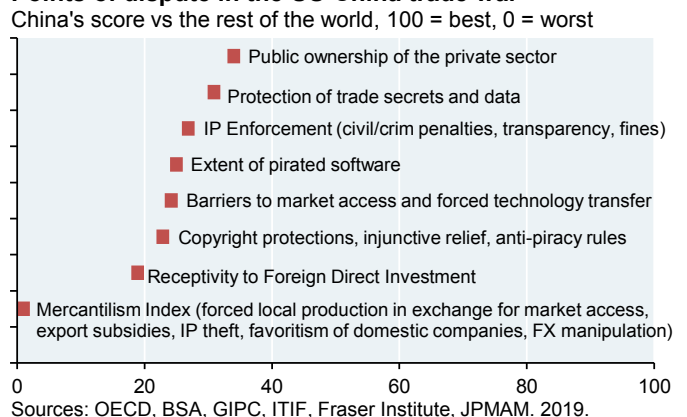 China's score vs the rest of the world, 100 = best, 0 = worst
Public ownership of the private sector
Protection of trade secrets and data
IP Enforcement (civil/crim penalties, transparency, fines)
Extent of pirated software
Barriers to market access and forced technology transfer
Copyright protections, injunctive relief, anti-piracy rules
Receptivity to Foreign Direct Investment
Mercantilism Index (forced local production in exchange for market access,
export subsidies, IP theft, favoritism of domestic companies, FX manipulation)
0 20 40 60 80 100
Sources: OECD, BSA, GIPC, ITIF, Fraser Institute, JPMAM. 2019.